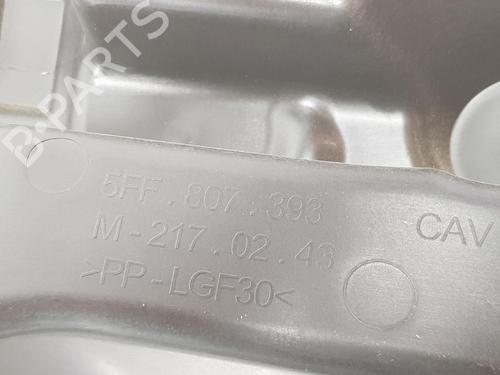 B-PARTS
5FF.807.393
M-217.02.43
>PP-LGF30<
CAV